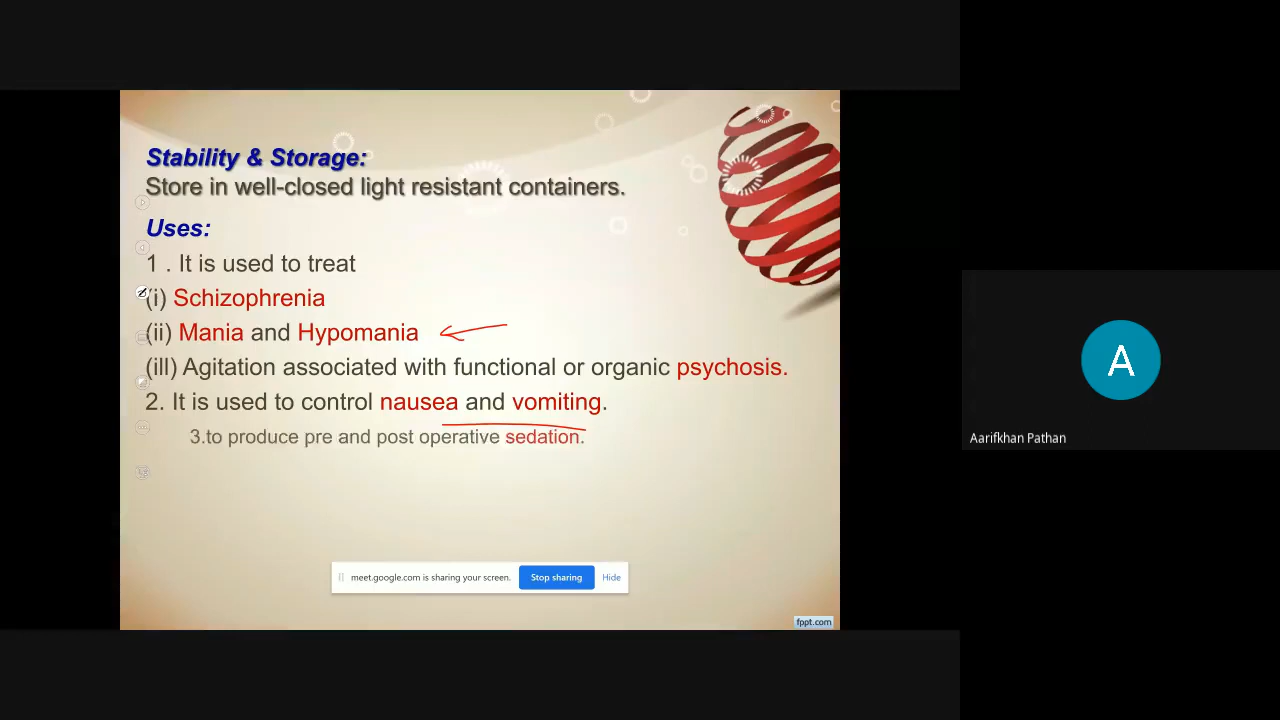 Stability & Storage:
Store in well-closed light resistant containers.
Uses:
1 . It is used to treat
(i) Schizophrenia
(ii) Mania and Hypomania
(ill) Agitation associated with functional or organic psychosis.
2. It is used to control nausea and vomiting.
3.to produce pre and post operative sedation.
meet.google.com is sharing your screen. Stop sharing Hide
fppt.com
A
Aarifkhan Pathan